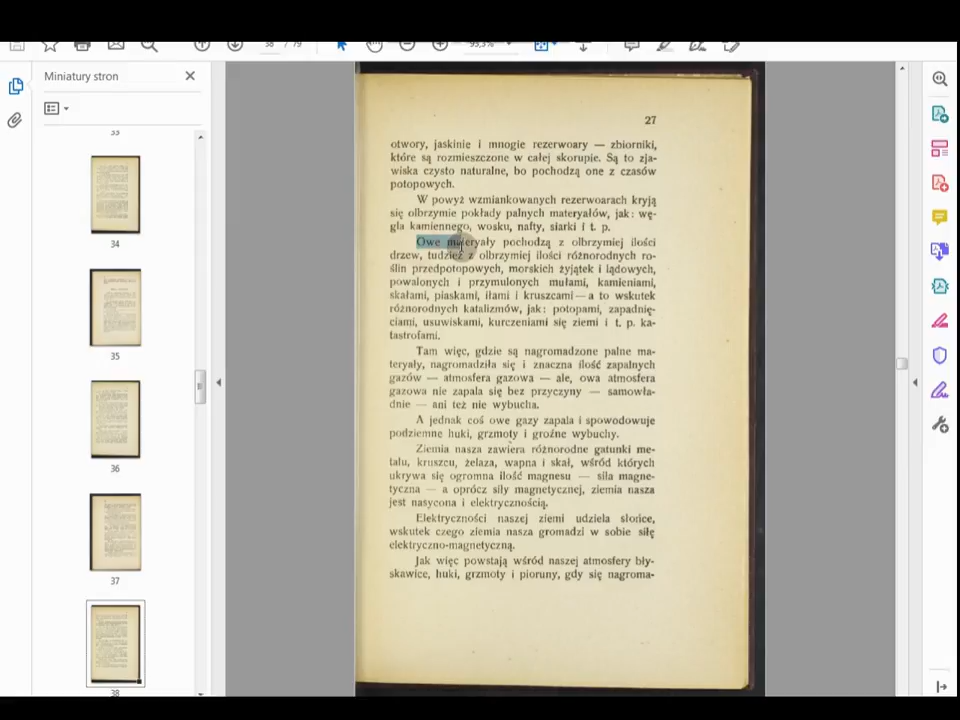 38 / 79
93,3%
Miniatury stron
33
34
35
36
37
38
27
otwory, jaskinie i mnogie rezerwoary — zbiorniki,
które są rozmieszczone w całej skorupie. Są to zja-
wiska czysto naturalne, bo pochodzą one z czasów
potopowych.
W powyż wzmiankowanych rezerwoarach kryją
się olbrzymie pokłady palnych materyałów, jak: wę-
gla kamiennego, wosku, nafty, siarki i t. p.
Owe materyały pochodzą z olbrzymiej ilości
drzew, tudzież z olbrzymiej ilości różnorodnych ro-
ślin przedpotopowych, morskich żyjątek i lądowych,
powalonych i przymulonych mułami, kamieniami,
skałami, piaskami, iłami i kruszcami — a to wskutek
różnorodnych katalizmów, jak: potopami, zapadnię-
ciami, usuwiskami, kurczeniami się ziemi i t. p. ka-
tastrofami.
Tam więc, gdzie są nagromadzone palne ma-
teryały, nagromadziła się i znaczna ilość zapalnych
gazów — atmosfera gazowa — ale, owa atmosfera
gazowa nie zapala się bez przyczyny — samowła-
dnie — ani też nie wybucha.
A jednak coś owe gazy zapala i spowodowuje
podziemne huki, grzmoty i groźne wybuchy.
Ziemia nasza zawiera różnorodne gatunki me-
talu, kruszcu, żelaza, wapna i skał, wśród których
ukrywa się ogromna ilość magnesu — siła magne-
tyczna — a oprócz siły magnetycznej, ziemia nasza
jest nasycona i elektrycznością.
Elektryczności naszej ziemi udziela słońce,
wskutek czego ziemia nasza gromadzi w sobie siłę
elektryczno-magnetyczną.
Jak więc powstają wśród naszej atmosfery bły-
skawice, huki, grzmoty i pioruny, gdy się nagroma-